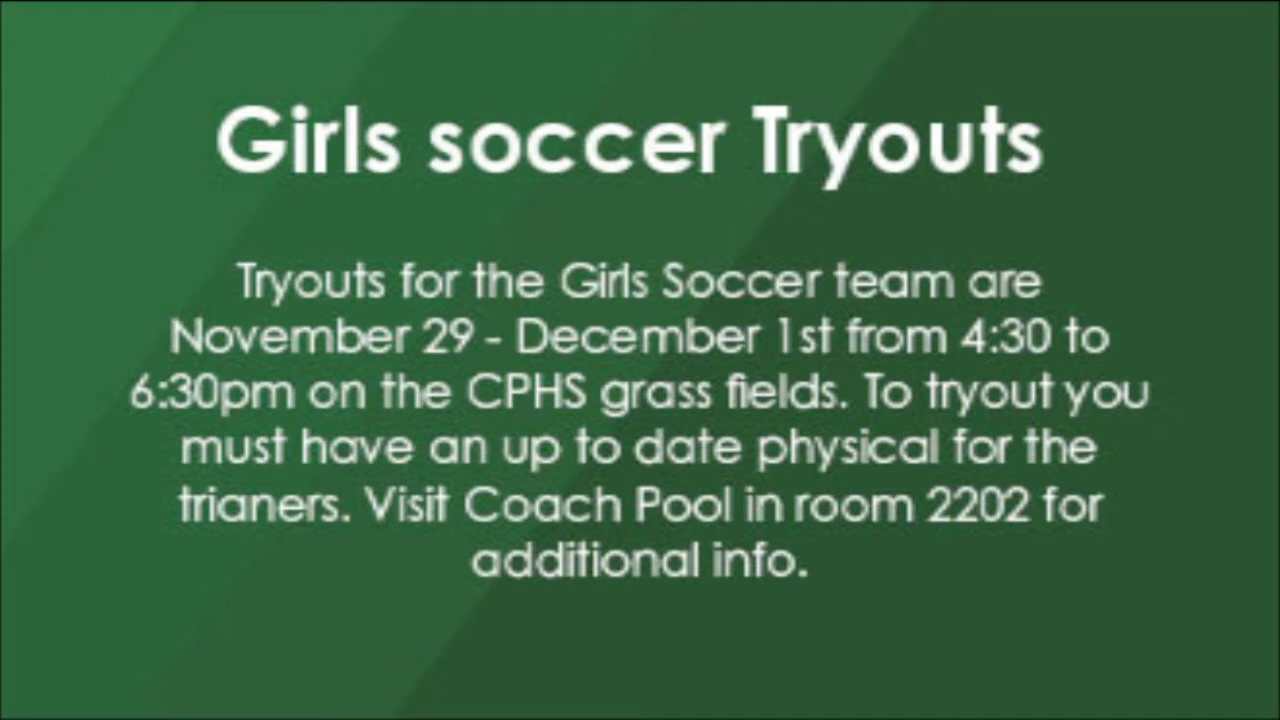 Girls soccer Tryouts
Tryouts for the Girls Soccer team are
November 29 - December 1st from 4:30 to
6:30pm on the CPHS grass fields. To tryout you
must have an up to date physical for the
trianers. Visit Coach Pool in room 2202 for
additional info.